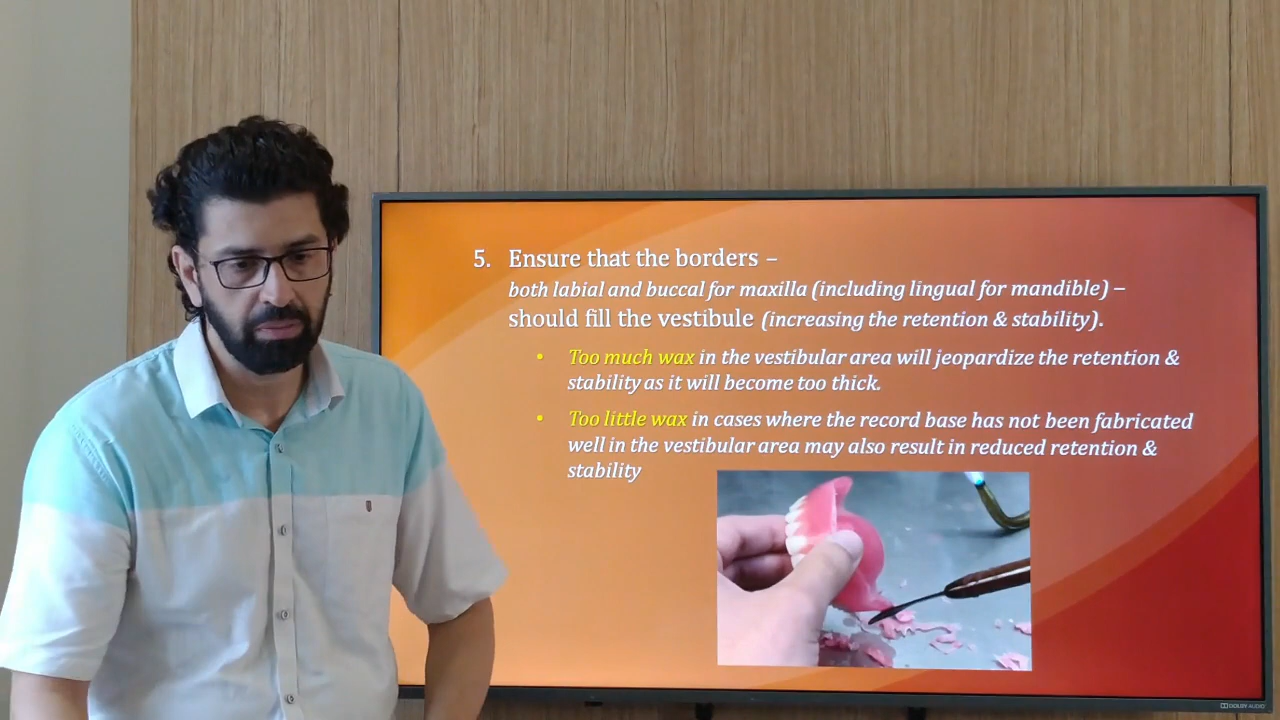 5. Ensure that the borders –
both labial and buccal for maxilla (including lingual for mandible) –
should fill the vestibule (increasing the retention & stability).
• Too much wax in the vestibular area will jeopardize the retention &
stability as it will become too thick.
• Too little wax in cases where the record base has not been fabricated
well in the vestibular area may also result in reduced retention &
stability
DOLBY AUDIO